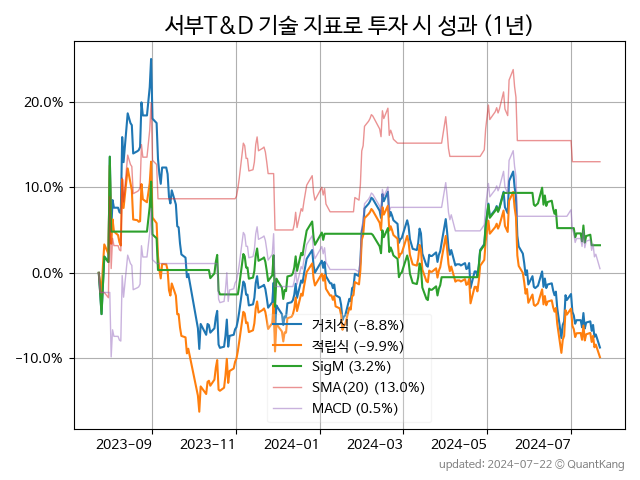 서부T&D 기술 지표로 투자 시 성과 (1년)
20.0%
10.0%
0.0%
−10.0%
거치식 (−8.8%)
적립식 (−9.9%)
SigM (3.2%)
SMA(20) (13.0%)
MACD (0.5%)
2023−09 2023−11 2024−01 2024−03 2024−05 2024−07
updated: 2024-07-22 © QuantKang